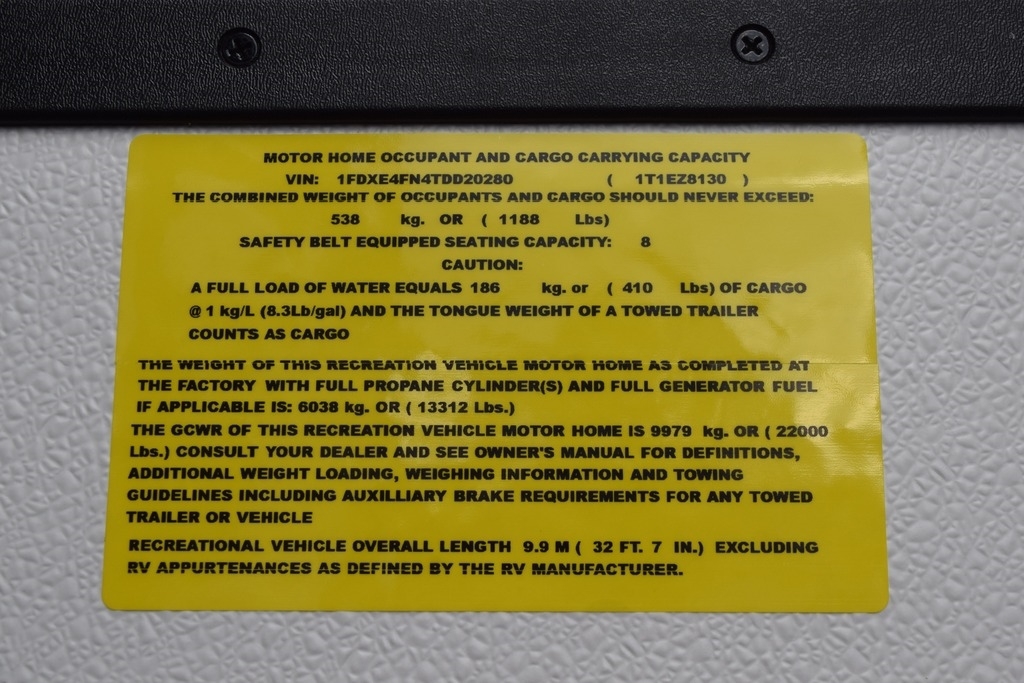 MOTOR HOME OCCUPANT AND CARGO CARRYING CAPACITY
VIN: 1FDXE4FN4TDD20280 ( 1T1EZ8130 )
THE COMBINED WEIGHT OF OCCUPANTS AND CARGO SHOULD NEVER EXCEED:
538 kg. OR ( 1188 Lbs)
SAFETY BELT EQUIPPED SEATING CAPACITY: 8
CAUTION:
A FULL LOAD OF WATER EQUALS 186 kg. or ( 410 Lbs) OF CARGO
@ 1 kg/L (8.3Lb/gal) AND THE TONGUE WEIGHT OF A TOWED TRAILER
COUNTS AS CARGO
THE WEIGHT OF THIS RECREATION VEHICLE MOTOR HOME AS COMPLETED AT
THE FACTORY WITH FULL PROPANE CYLINDER(S) AND FULL GENERATOR FUEL
IF APPLICABLE IS: 6038 kg. OR ( 13312 Lbs.)
THE GCWR OF THIS RECREATION VEHICLE MOTOR HOME IS 9979 kg. OR ( 22000
Lbs.) CONSULT YOUR DEALER AND SEE OWNER'S MANUAL FOR DEFINITIONS,
ADDITIONAL WEIGHT LOADING, WEIGHING INFORMATION AND TOWING
GUIDELINES INCLUDING AUXILLIARY BRAKE REQUIREMENTS FOR ANY TOWED
TRAILER OR VEHICLE
RECREATIONAL VEHICLE OVERALL LENGTH 9.9 M ( 32 FT. 7 IN.) EXCLUDING
RV APPURTENANCES AS DEFINED BY THE RV MANUFACTURER.